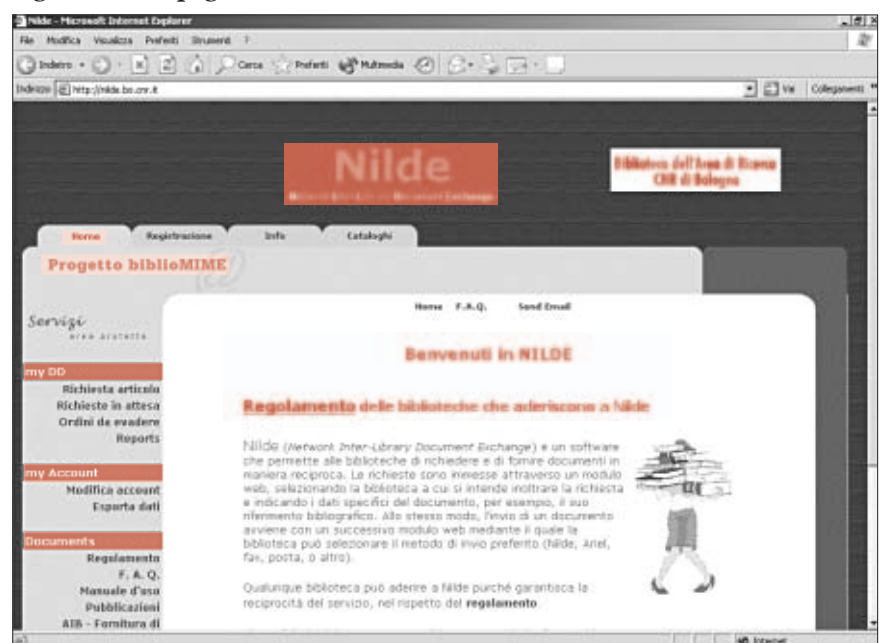 Nilde - Microsoft Internet Explorer
File Modifica Visualizza Preferiti Strumenti ?
Indietro Cerca Preferiti Multimedia
Indirizzo http://nilde.bo.cnr.it Vai Collegamenti
Nilde
Network Inter-Library Document Exchange
Biblioteca dell'Area di Ricerca
CNR di Bologna
Home Registrazione Info Cataloghi
Progetto biblioMIME
Home F.A.Q. Send Email
Servizi
area protetta
Benvenuti in NILDE
my DD
Richiesta articolo
Richieste in attesa
Ordini da evadere
Reports
my Account
Modifica account
Esporta dati
Documents
Regolamento
F. A. Q.
Manuale d'uso
Pubblicazioni
AIB - Fornitura di
Regolamento delle biblioteche che aderiscono a Nilde
Nilde (Network Inter-Library Document Exchange) è un software
che permette alle biblioteche di richiedere e di fornire documenti in
maniera reciproca. Le richieste sono immesse attraverso un modulo
web, selezionando la biblioteca a cui si intende inoltrare la richiesta
e indicando i dati specifici del documento, per esempio, il suo
riferimento bibliografico. Allo stesso modo, l'invio di un documento
avviene con un successivo modulo web mediante il quale la
biblioteca può selezionare il metodo di invio preferito (Nilde, Ariel,
fax, posta, o altro).
Qualunque biblioteca può aderire a Nilde purché garantisca la
reciprocità del servizio, nel rispetto del regolamento
Internet